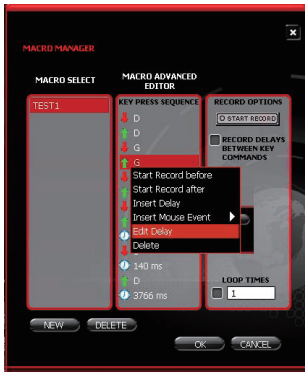 MACRO MANAGER
MACRO SELECT
MACRO ADVANCED
EDITOR
TEST1
KEY PRESS SEQUENCE
D
D
G
G
Start Record before
Start Record after
Insert Delay
Insert Mouse Event
Edit Delay
Delete
140 ms
D
3766 ms
RECORD OPTIONS
START RECORD
RECORD DELAYS
BETWEEN KEY
COMMANDS
LOOP TIMES
1
NEW
DELETE
OK
CANCEL